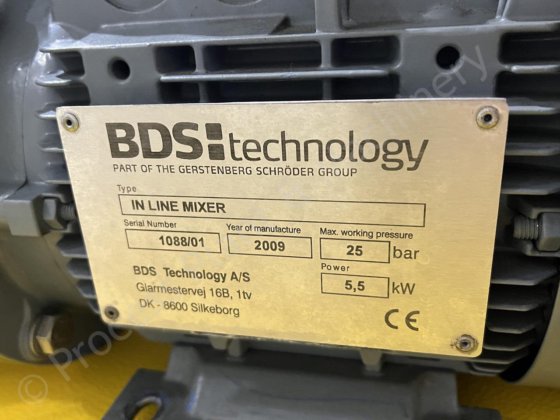 BDS technology
PART OF THE GERSTENBERG SCHRÖDER GROUP
Type
IN LINE MIXER
Serial Number Year of manufacture Max. working pressure
1088/01 2009 25 bar
Power
BDS Technology A/S 5,5 kW
Glarmestervej 16B, 1tv
DK - 8600 Silkeborg
CE